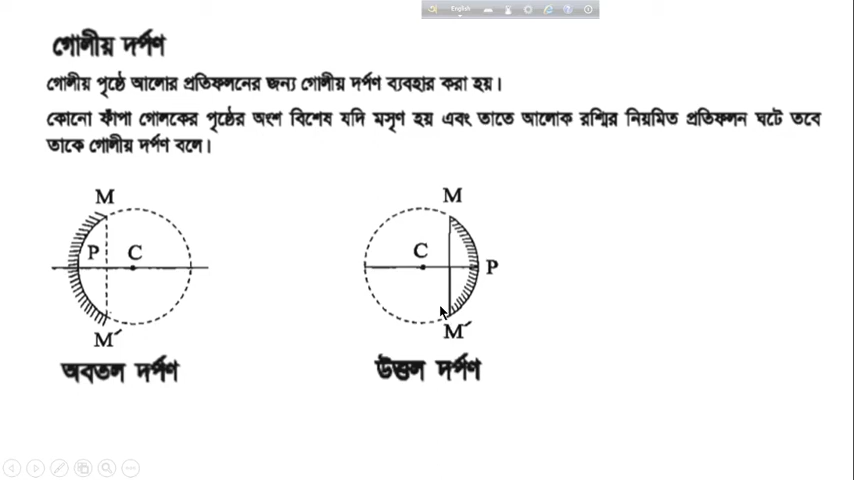 English
গোলীয় দর্পণ
গোলীয় পৃষ্ঠে আলোর প্রতিফলনের জন্য গোলীয় দর্পণ ব্যবহার করা হয়।
কোনো ফাঁপা গোলকের পৃষ্ঠের অংশ বিশেষ যদি মসৃণ হয় এবং তাতে আলোক রশ্মির নিয়মিত প্রতিফলন ঘটে তবে
তাকে গোলীয় দর্পণ বলে।
M M
P C C P
M´ M´
অবতল দর্পণ উত্তল দর্পণ